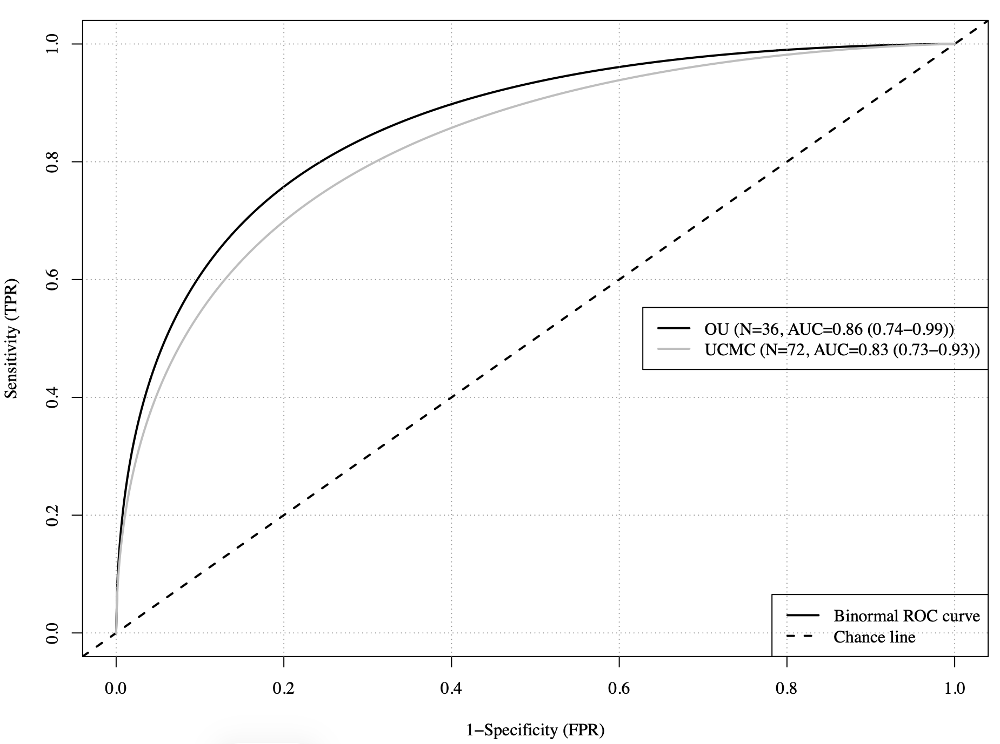 1.0
0.8
0.6
0.4
0.2
0.0
Sensitivity (TPR)
OU (N=36, AUC=0.86 (0.74−0.99))
UCMC (N=72, AUC=0.83 (0.73−0.93))
Binormal ROC curve
Chance line
0.0 0.2 0.4 0.6 0.8 1.0
1−Specificity (FPR)